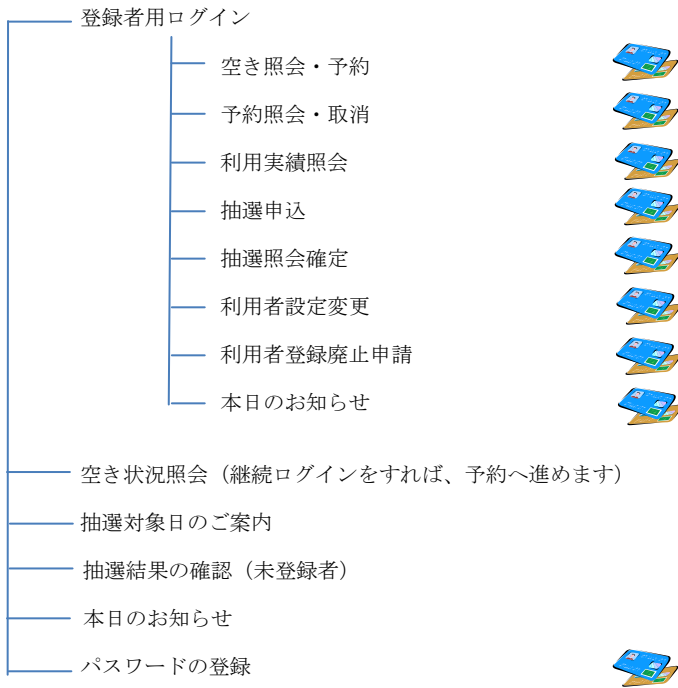 登録者用ログイン
空き照会・予約
予約照会・取消
利用実績照会
抽選申込
抽選照会確定
利用者設定変更
利用者登録廃止申請
本日のお知らせ
空き状況照会（継続ログインをすれば、予約へ進めます）
抽選対象日のご案内
抽選結果の確認（未登録者）
本日のお知らせ
パスワードの登録